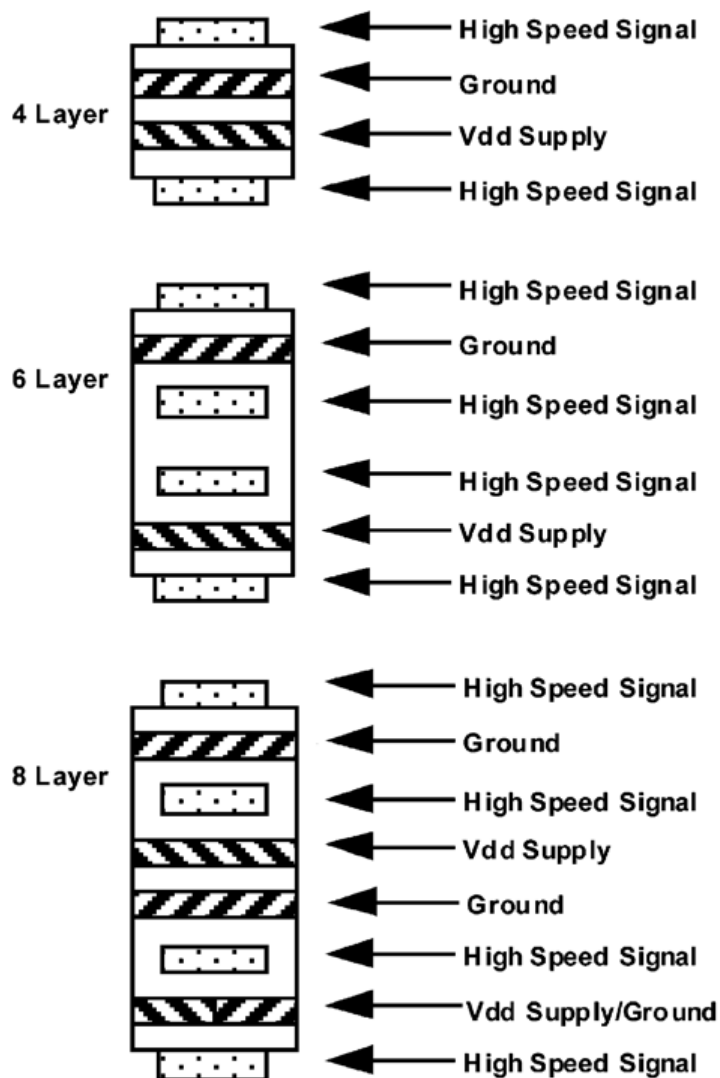 High Speed Signal
Ground
4 Layer
Vdd Supply
High Speed Signal
High Speed Signal
Ground
6 Layer
High Speed Signal
High Speed Signal
Vdd Supply
High Speed Signal
High Speed Signal
Ground
8 Layer
High Speed Signal
Vdd Supply
Ground
High Speed Signal
Vdd Supply/Ground
High Speed Signal